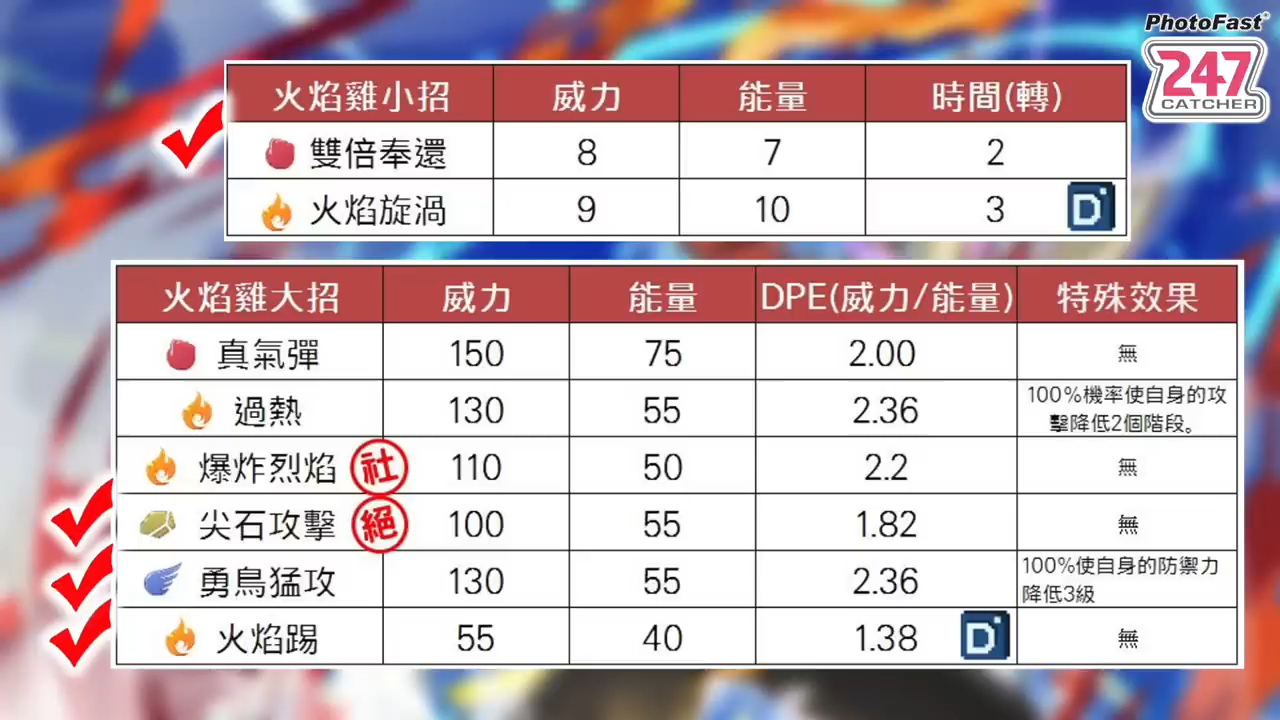 PhotoFast
247
CATCHER
火焰雞小招 威力 能量 時間(轉)
雙倍奉還 8 7 2
火焰旋渦 9 10 3 D
火焰雞大招 威力 能量 DPE(威力/能量) 特殊效果
真氣彈 150 75 2.00 無
過熱 130 55 2.36 100%機率使自身的攻
擊降低2個階段。
爆炸烈焰 社 110 50 2.2 無
尖石攻擊 絕 100 55 1.82 無
勇鳥猛攻 130 55 2.36 100%使自身的防禦力
降低3級
火焰踢 55 40 1.38 D 無